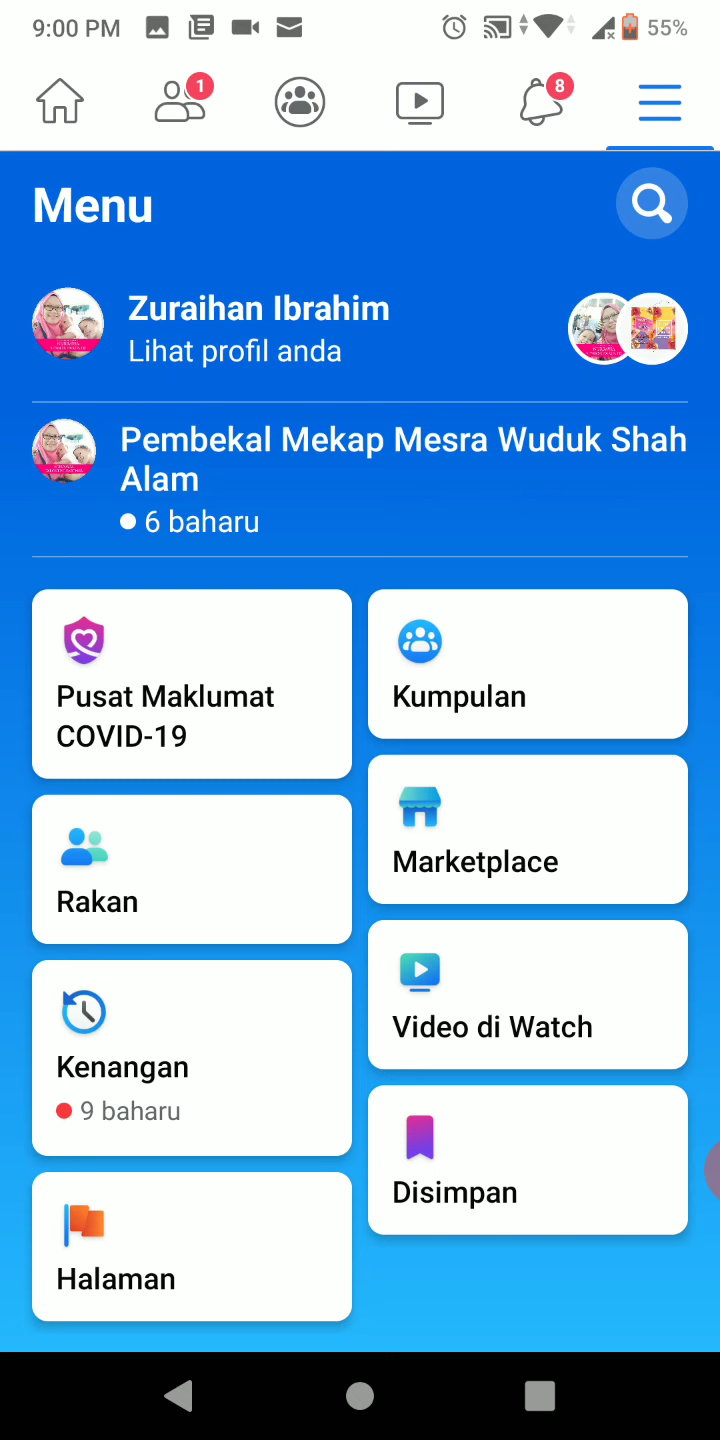 9:00 PM
55%
1
8
Menu
Zuraihan Ibrahim
Lihat profil anda
Pembekal Mekap Mesra Wuduk Shah
Alam
6 baharu
Pusat Maklumat
COVID-19
Kumpulan
Rakan
Marketplace
Kenangan
9 baharu
Video di Watch
Disimpan
Halaman